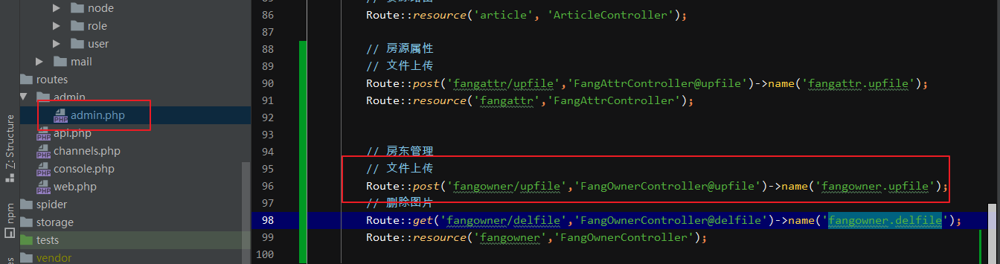 node
role
user
mail
routes
admin
admin.php
api.php
channels.php
console.php
web.php
spider
storage
tests
vendor
Z: Structure
npm
86 Route::resource('article', 'ArticleController');
87
88 // 房源属性
89 // 文件上传
90 Route::post('fangattr/upfile','FangAttrController@upfile')->name('fangattr.upfile');
91 Route::resource('fangattr','FangAttrController');
92
93
94 // 房东管理
95 // 文件上传
96 Route::post('fangowner/upfile','FangOwnerController@upfile')->name('fangowner.upfile');
97 // 删除图片
98 Route::get('fangowner/delfile','FangOwnerController@delfile')->name('fangowner.delfile');
99 Route::resource('fangowner','FangOwnerController');
100